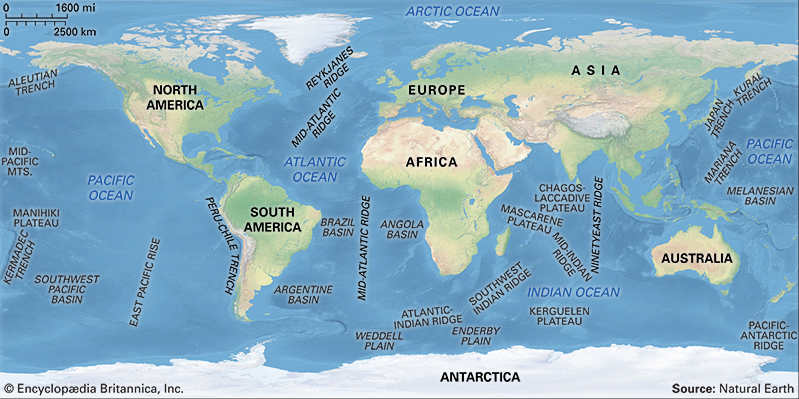 0 1600 mi
0 2500 km
ARCTIC OCEAN
ALEUTIAN
TRENCH
NORTH
AMERICA
REYKJANES
RIDGE
MID-ATLANTIC
RIDGE
EUROPE
ASIA
KURAL
TRENCH
JAPAN
TRENCH
MID-
PACIFIC
MTS.
PACIFIC
OCEAN
ATLANTIC
OCEAN
AFRICA
MARIANA
TRENCH
PACIFIC
OCEAN
MELANESIAN
BASIN
MANIHIKI
PLATEAU
KERMADEC
TRENCH
PERU-CHILE TRENCH
SOUTH
AMERICA
BRAZIL
BASIN
MID-ATLANTIC RIDGE
ANGOLA
BASIN
CHAGOS-
LACCADIVE
PLATEAU
MASCARENE
PLATEAU
MID-INDIAN
RIDGE
NINETYEAST RIDGE
AUSTRALIA
SOUTHWEST
PACIFIC
BASIN
EAST PACIFIC RISE
ARGENTINE
BASIN
ATLANTIC-
INDIAN RIDGE
SOUTHWEST
INDIAN RIDGE
INDIAN OCEAN
KERGUELEN
PLATEAU
WEDDELL
PLAIN
ENDERBY
PLAIN
PACIFIC-
ANTARCTIC
RIDGE
ANTARCTICA
© Encyclopædia Britannica, Inc.
Source: Natural Earth